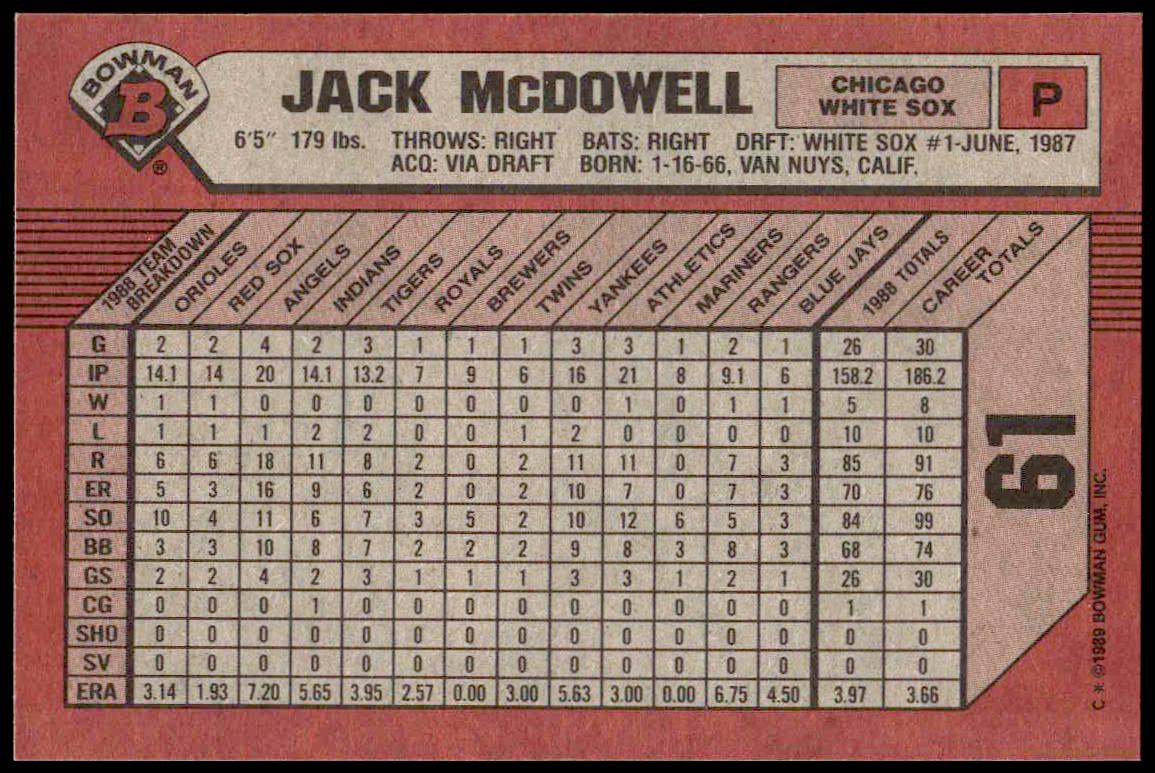 BOWMAN
B
®
JACK McDOWELL
CHICAGO
WHITE SOX
P
6'5" 179 lbs. THROWS: RIGHT BATS: RIGHT DRFT: WHITE SOX #1-JUNE, 1987
ACQ: VIA DRAFT BORN: 1-16-66, VAN NUYS, CALIF.
1988 TEAM BREAKDOWN ORIOLES RED SOX ANGELS INDIANS TIGERS ROYALS BREWERS TWINS YANKEES ATHLETICS MARINERS RANGERS BLUE JAYS 1988 TOTALS CAREER TOTALS
G 2 2 4 2 3 1 1 1 3 3 1 2 1 26 30
IP 14.1 14 20 14.1 13.2 7 9 6 16 21 8 9.1 6 158.2 186.2
W 1 1 0 0 0 0 0 0 0 1 0 1 1 5 8
L 1 1 1 2 2 0 0 1 2 0 0 0 0 10 10
R 6 6 18 11 8 2 0 2 11 11 0 7 3 85 91
ER 5 3 16 9 6 2 0 2 10 7 0 7 3 70 76
SO 10 4 11 6 7 3 5 2 10 12 6 5 3 84 99
BB 3 3 10 8 7 2 2 2 9 8 3 8 3 68 74
GS 2 2 4 2 3 1 1 1 3 3 1 2 1 26 30
CG 0 0 0 1 0 0 0 0 0 0 0 0 0 1 1
SHO 0 0 0 0 0 0 0 0 0 0 0 0 0 0 0
SV 0 0 0 0 0 0 0 0 0 0 0 0 0 0 0
ERA 3.14 1.93 7.20 5.65 3.95 2.57 0.00 3.00 5.63 3.00 0.00 6.75 4.50 3.97 3.66
61
C * ©1989 BOWMAN GUM, INC.